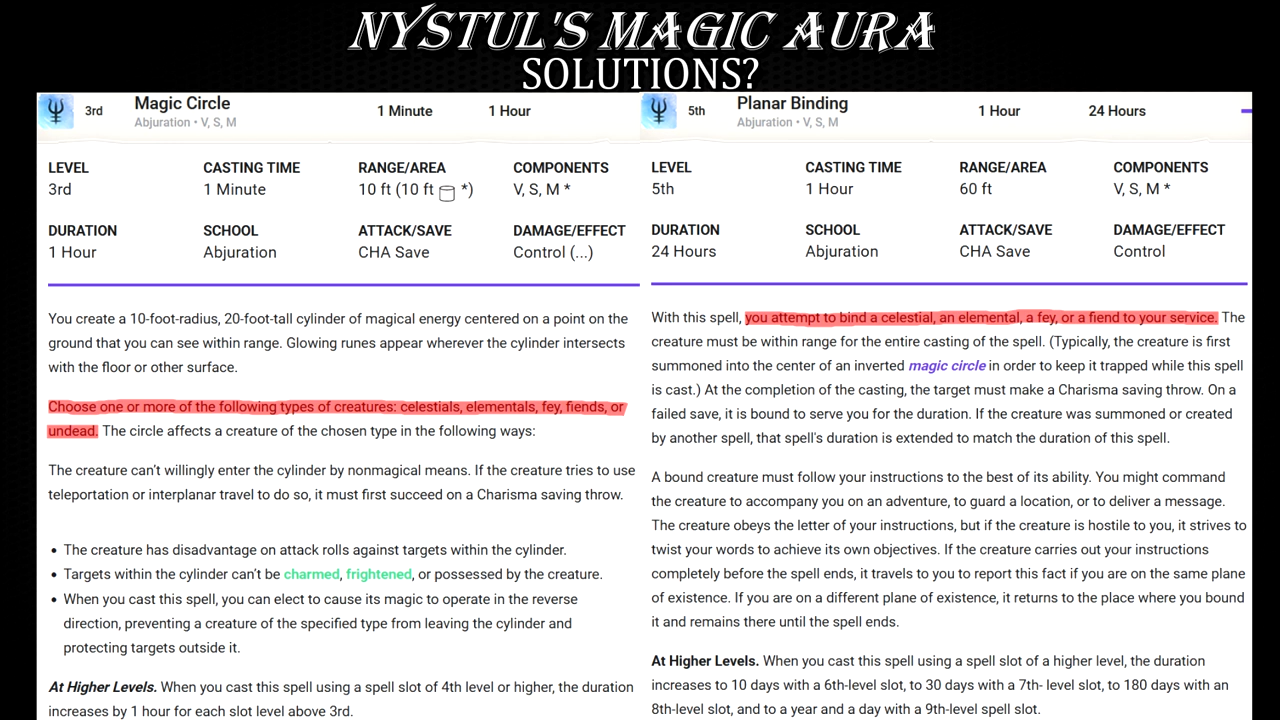 NYSTUL'S MAGIC AURA
SOLUTIONS?
3rd Magic Circle 1 Minute 1 Hour
Abjuration • V, S, M
LEVEL CASTING TIME RANGE/AREA COMPONENTS
3rd 1 Minute 10 ft (10 ft *) V, S, M *
DURATION SCHOOL ATTACK/SAVE DAMAGE/EFFECT
1 Hour Abjuration CHA Save Control (...)
You create a 10-foot-radius, 20-foot-tall cylinder of magical energy centered on a point on the
ground that you can see within range. Glowing runes appear wherever the cylinder intersects
with the floor or other surface.
Choose one or more of the following types of creatures: celestials, elementals, fey, fiends, or
undead. The circle affects a creature of the chosen type in the following ways:
The creature can't willingly enter the cylinder by nonmagical means. If the creature tries to use
teleportation or interplanar travel to do so, it must first succeed on a Charisma saving throw.
• The creature has disadvantage on attack rolls against targets within the cylinder.
• Targets within the cylinder can't be charmed, frightened, or possessed by the creature.
• When you cast this spell, you can elect to cause its magic to operate in the reverse
direction, preventing a creature of the specified type from leaving the cylinder and
protecting targets outside it.
At Higher Levels. When you cast this spell using a spell slot of 4th level or higher, the duration
increases by 1 hour for each slot level above 3rd.
5th Planar Binding 1 Hour 24 Hours
Abjuration • V, S, M
LEVEL CASTING TIME RANGE/AREA COMPONENTS
5th 1 Hour 60 ft V, S, M *
DURATION SCHOOL ATTACK/SAVE DAMAGE/EFFECT
24 Hours Abjuration CHA Save Control
With this spell, you attempt to bind a celestial, an elemental, a fey, or a fiend to your service. The
creature must be within range for the entire casting of the spell. (Typically, the creature is first
summoned into the center of an inverted magic circle in order to keep it trapped while this spell
is cast.) At the completion of the casting, the target must make a Charisma saving throw. On a
failed save, it is bound to serve you for the duration. If the creature was summoned or created
by another spell, that spell's duration is extended to match the duration of this spell.
A bound creature must follow your instructions to the best of its ability. You might command
the creature to accompany you on an adventure, to guard a location, or to deliver a message.
The creature obeys the letter of your instructions, but if the creature is hostile to you, it strives to
twist your words to achieve its own objectives. If the creature carries out your instructions
completely before the spell ends, it travels to you to report this fact if you are on the same plane
of existence. If you are on a different plane of existence, it returns to the place where you bound
it and remains there until the spell ends.
At Higher Levels. When you cast this spell using a spell slot of a higher level, the duration
increases to 10 days with a 6th-level slot, to 30 days with a 7th- level slot, to 180 days with an
8th-level slot, and to a year and a day with a 9th-level spell slot.